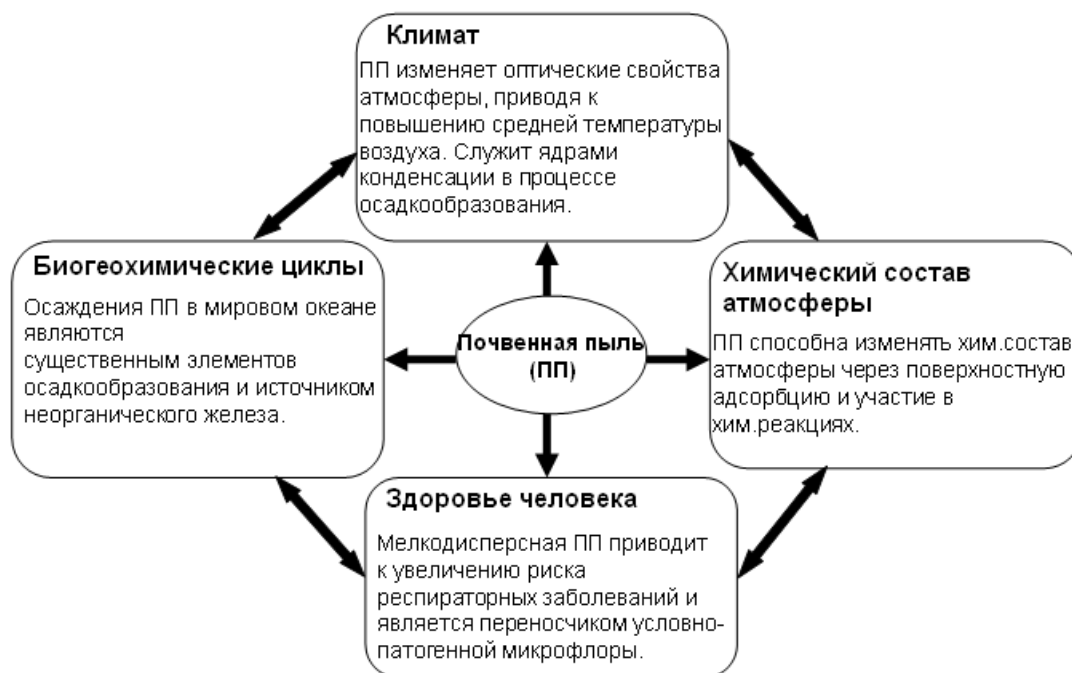 Климат
ПП изменяет оптические свойства
атмосферы, приводя к
повышению средней температуры
воздуха. Служит ядрами
конденсации в процессе
осадкообразования.
Биогеохимические циклы
Осаждения ПП в мировом океане
являются
существенным элементов
осадкообразования и источником
неорганического железа.
Почвенная пыль
(ПП)
Химический состав
атмосферы
ПП способна изменять хим.состав
атмосферы через поверхностную
адсорбцию и участие в
хим.реакциях.
Здоровье человека
Мелкодисперсная ПП приводит
к увеличению риска
респираторных заболеваний и
является переносчиком условно-
патогенной микрофлоры.